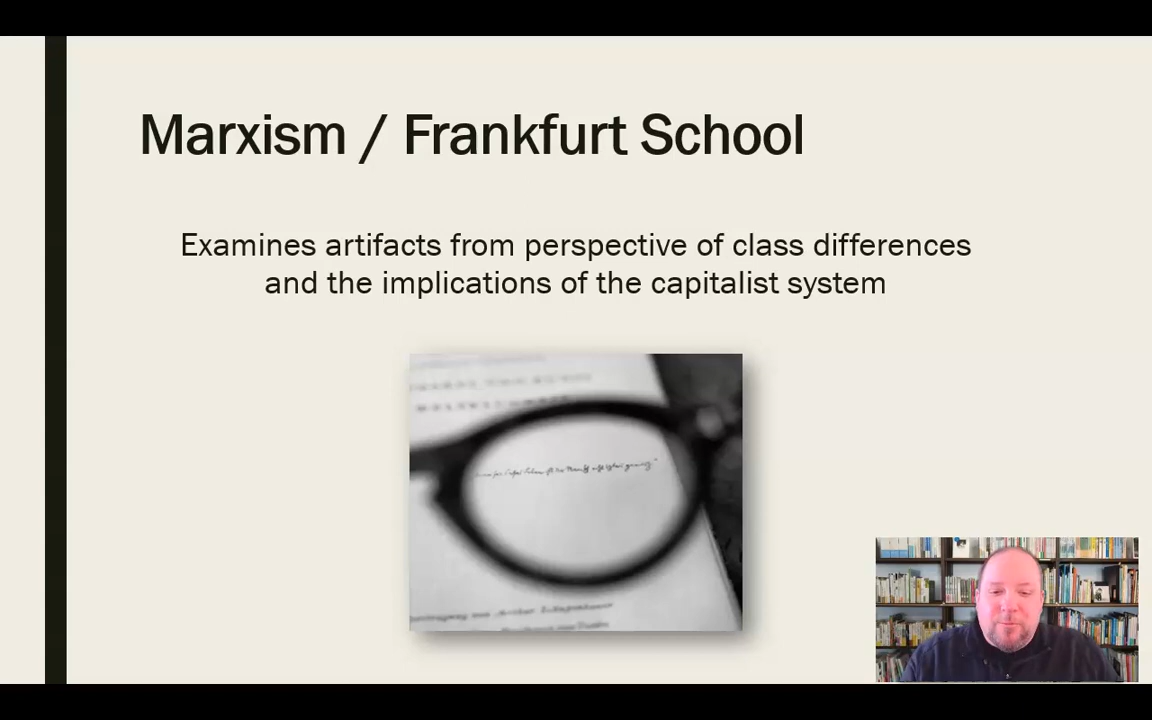 Marxism / Frankfurt School
Examines artifacts from perspective of class differences
and the implications of the capitalist system